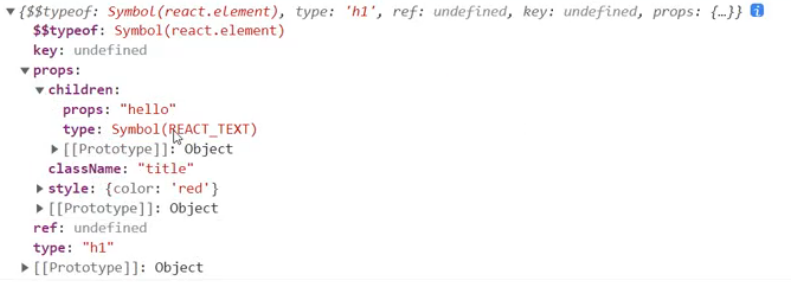 {$$typeof: Symbol(react.element), type: 'h1', ref: undefined, key: undefined, props: {…}}
$$typeof: Symbol(react.element)
key: undefined
props:
children:
props: "hello"
type: Symbol(REACT_TEXT)
[[Prototype]]: Object
className: "title"
style: {color: 'red'}
[[Prototype]]: Object
ref: undefined
type: "h1"
[[Prototype]]: Object